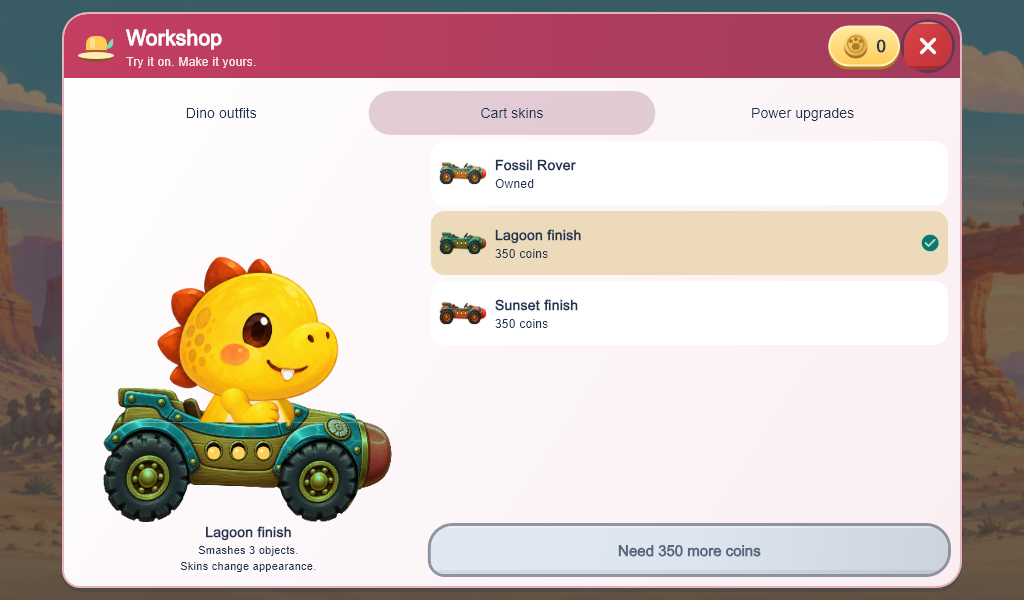 Workshop
Try it on. Make it yours.
0
Dino outfits
Cart skins
Power upgrades
Fossil Rover
Owned
Lagoon finish
350 coins
Sunset finish
350 coins
Lagoon finish
Smashes 3 objects.
Skins change appearance.
Need 350 more coins